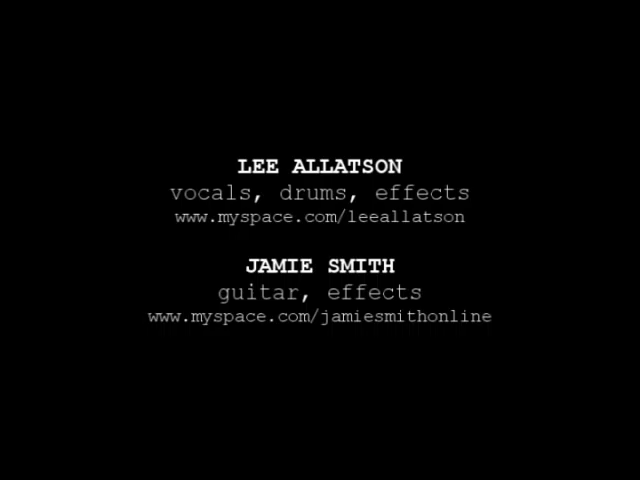 LEE ALLATSON
vocals, drums, effects
www.myspace.com/leeallatson
JAMIE SMITH
guitar, effects
www.myspace.com/jamiesmithonline